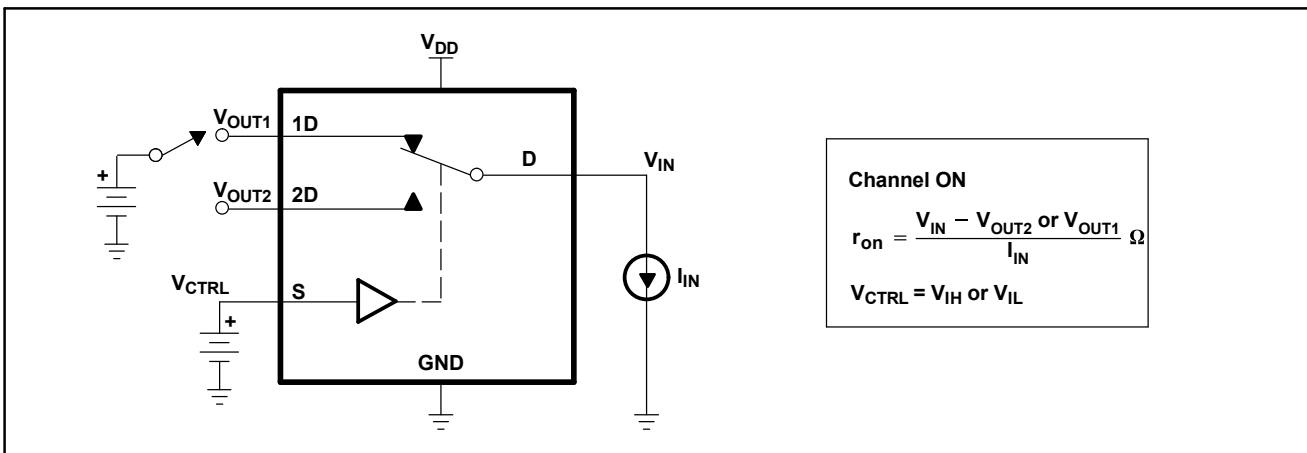 V_DD
V_OUT1 1D
D V_IN
+
V_OUT2 2D
I_IN
V_CTRL S
+
GND
Channel ON
r_on = (V_IN − V_OUT2 or V_OUT1) / I_IN Ω
V_CTRL = V_IH or V_IL